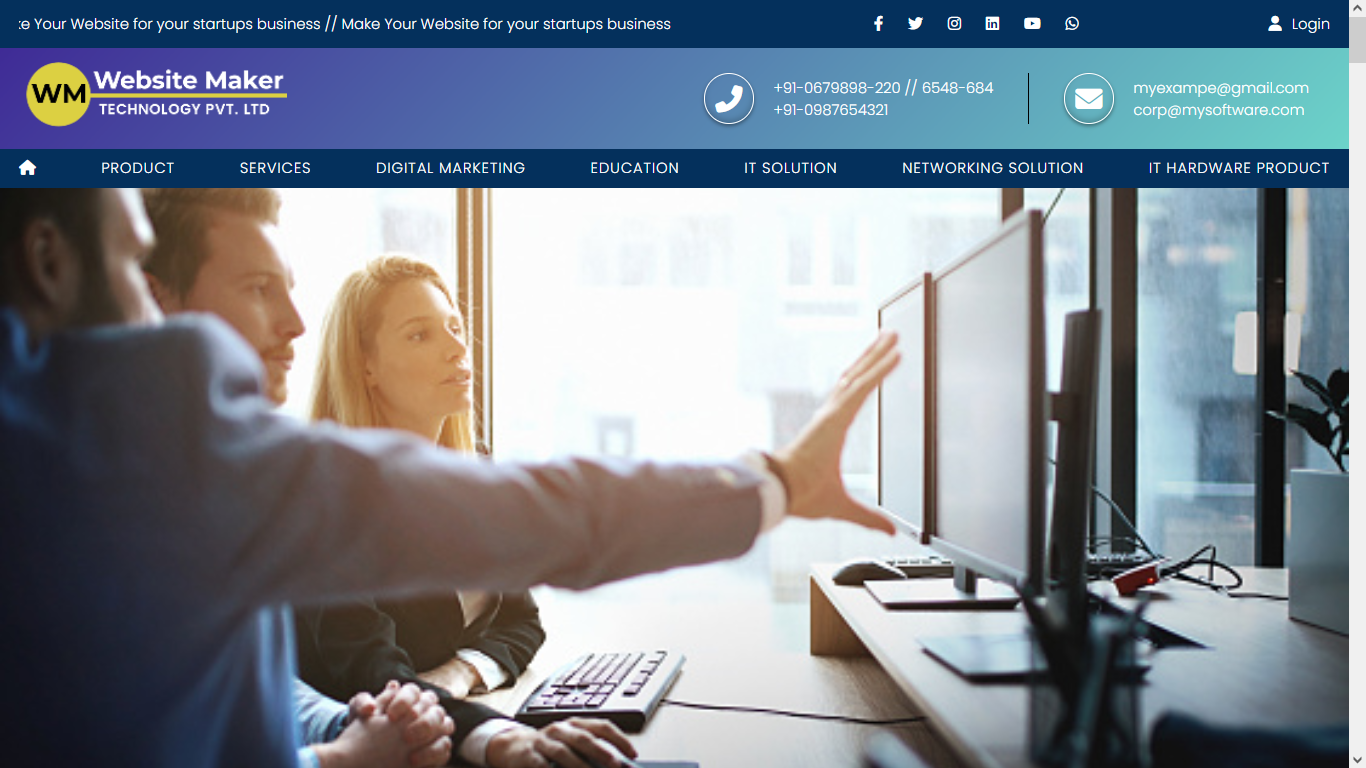 e Your Website for your startups business // Make Your Website for your startups business
Login
WM Website Maker
TECHNOLOGY PVT. LTD
+91-0679898-220 // 6548-684
+91-0987654321
myexampe@gmail.com
corp@mysoftware.com
PRODUCT SERVICES DIGITAL MARKETING EDUCATION IT SOLUTION NETWORKING SOLUTION IT HARDWARE PRODUCT